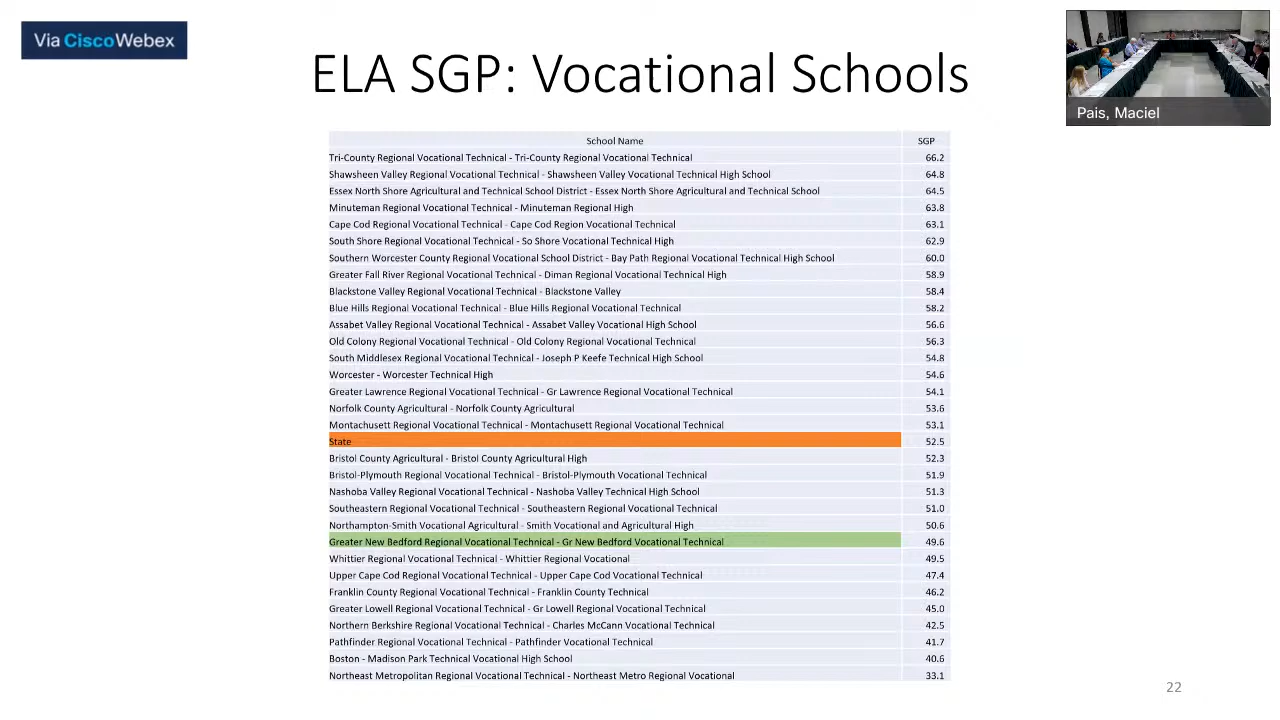 Via Cisco Webex
ELA SGP: Vocational Schools
Pais, Maciel
School Name SGP
Tri-County Regional Vocational Technical - Tri-County Regional Vocational Technical 66.2
Shawsheen Valley Regional Vocational Technical - Shawsheen Valley Vocational Technical High School 64.8
Essex North Shore Agricultural and Technical School District - Essex North Shore Agricultural and Technical School 64.5
Minuteman Regional Vocational Technical - Minuteman Regional High 63.8
Cape Cod Regional Vocational Technical - Cape Cod Region Vocational Technical 63.1
South Shore Regional Vocational Technical - So Shore Vocational Technical High 62.9
Southern Worcester County Regional Vocational School District - Bay Path Regional Vocational Technical High School 60.0
Greater Fall River Regional Vocational Technical - Diman Regional Vocational Technical High 58.9
Blackstone Valley Regional Vocational Technical - Blackstone Valley 58.4
Blue Hills Regional Vocational Technical - Blue Hills Regional Vocational Technical 58.2
Assabet Valley Regional Vocational Technical - Assabet Valley Vocational High School 56.6
Old Colony Regional Vocational Technical - Old Colony Regional Vocational Technical 56.3
South Middlesex Regional Vocational Technical - Joseph P Keefe Technical High School 54.8
Worcester - Worcester Technical High 54.6
Greater Lawrence Regional Vocational Technical - Gr Lawrence Regional Vocational Technical 54.1
Norfolk County Agricultural - Norfolk County Agricultural 53.6
Montachusett Regional Vocational Technical - Montachusett Regional Vocational Technical 53.1
State 52.5
Bristol County Agricultural - Bristol County Agricultural High 52.3
Bristol-Plymouth Regional Vocational Technical - Bristol-Plymouth Vocational Technical 51.9
Nashoba Valley Regional Vocational Technical - Nashoba Valley Technical High School 51.3
Southeastern Regional Vocational Technical - Southeastern Regional Vocational Technical 51.0
Northampton-Smith Vocational Agricultural - Smith Vocational and Agricultural High 50.6
Greater New Bedford Regional Vocational Technical - Gr New Bedford Vocational Technical 49.6
Whittier Regional Vocational Technical - Whittier Regional Vocational 49.5
Upper Cape Cod Regional Vocational Technical - Upper Cape Cod Vocational Technical 47.4
Franklin County Regional Vocational Technical - Franklin County Technical 46.2
Greater Lowell Regional Vocational Technical - Gr Lowell Regional Vocational Technical 45.0
Northern Berkshire Regional Vocational Technical - Charles McCann Vocational Technical 42.5
Pathfinder Regional Vocational Technical - Pathfinder Vocational Technical 41.7
Boston - Madison Park Technical Vocational High School 40.6
Northeast Metropolitan Regional Vocational Technical - Northeast Metro Regional Vocational 33.1
22